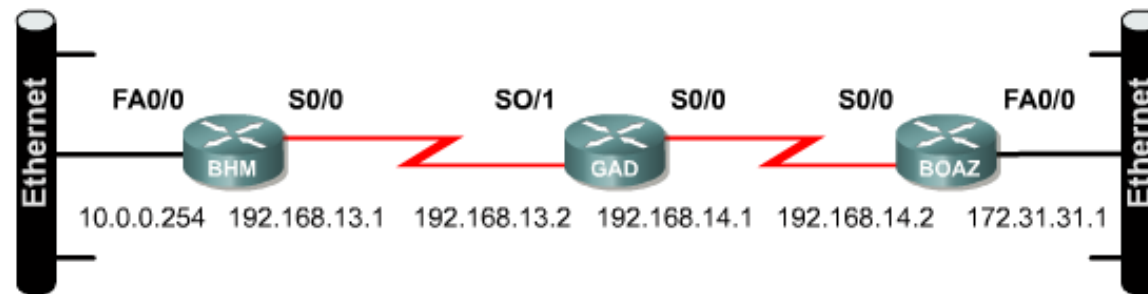 Ethernet
FA0/0 S0/0 SO/1 S0/0 S0/0 FA0/0
BHM GAD BOAZ
10.0.0.254 192.168.13.1 192.168.13.2 192.168.14.1 192.168.14.2 172.31.31.1
Ethernet